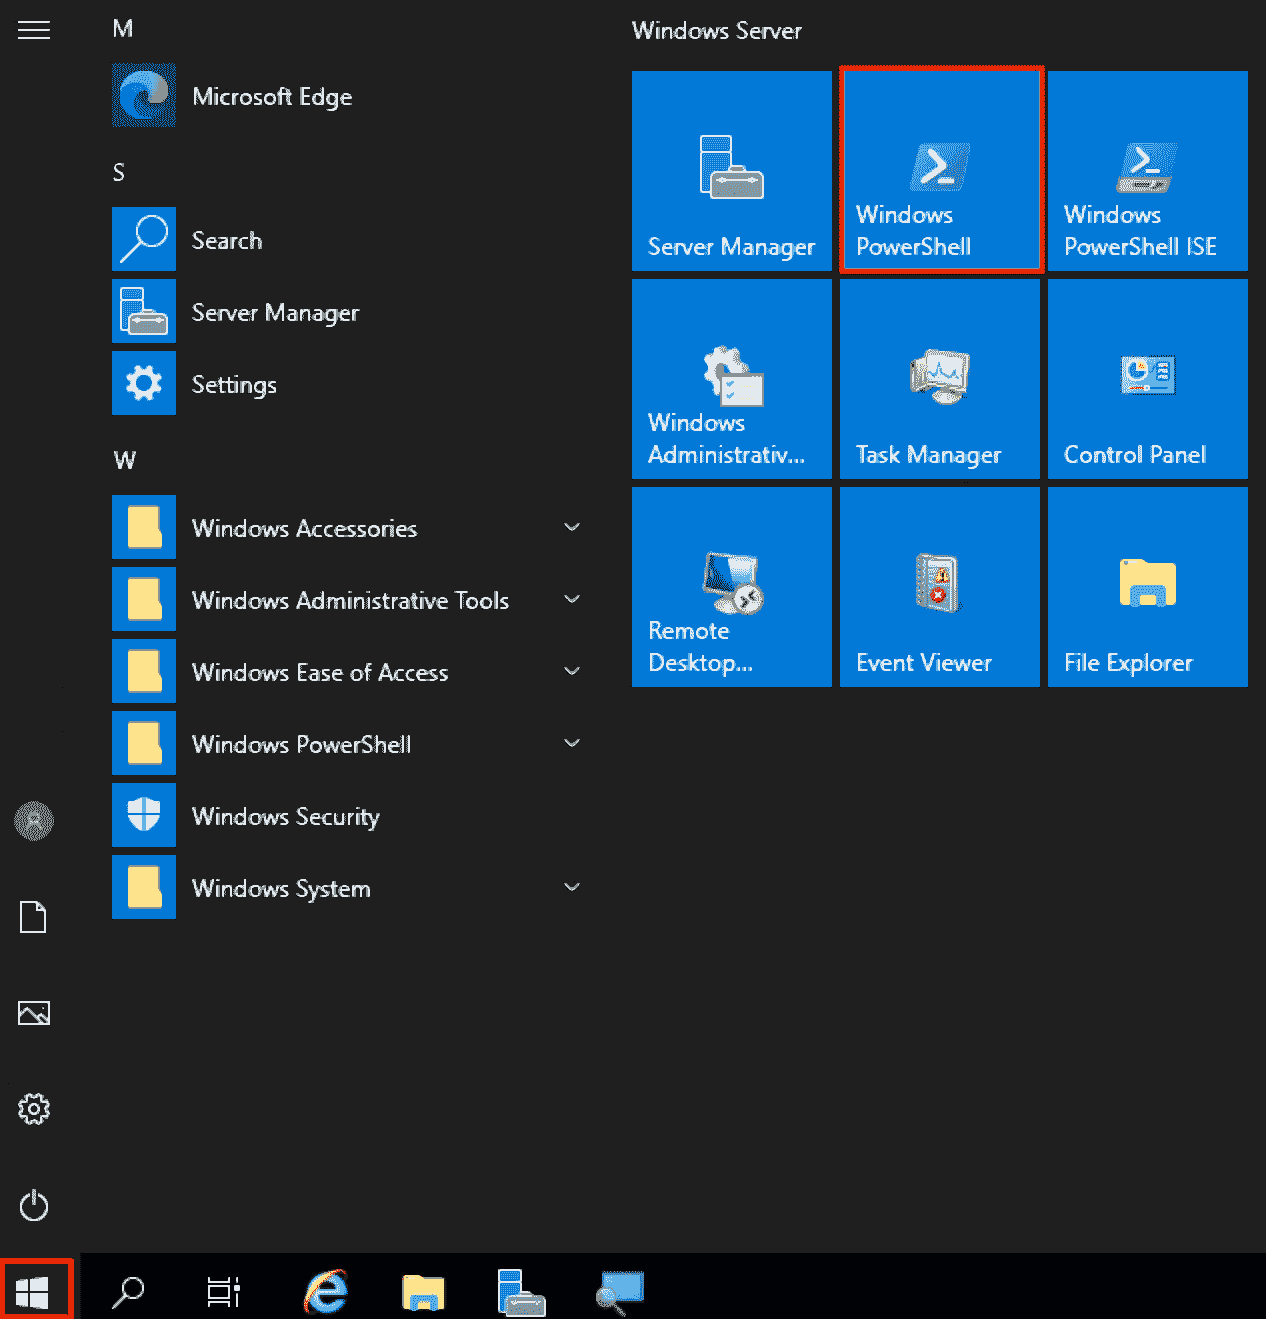 M
Microsoft Edge
S
Search
Server Manager
Settings
W
Windows Accessories
Windows Administrative Tools
Windows Ease of Access
Windows PowerShell
Windows Security
Windows System
Windows Server
Server Manager
Windows
PowerShell
Windows
PowerShell ISE
Windows
Administrativ...
Task Manager
Control Panel
Remote
Desktop...
Event Viewer
File Explorer